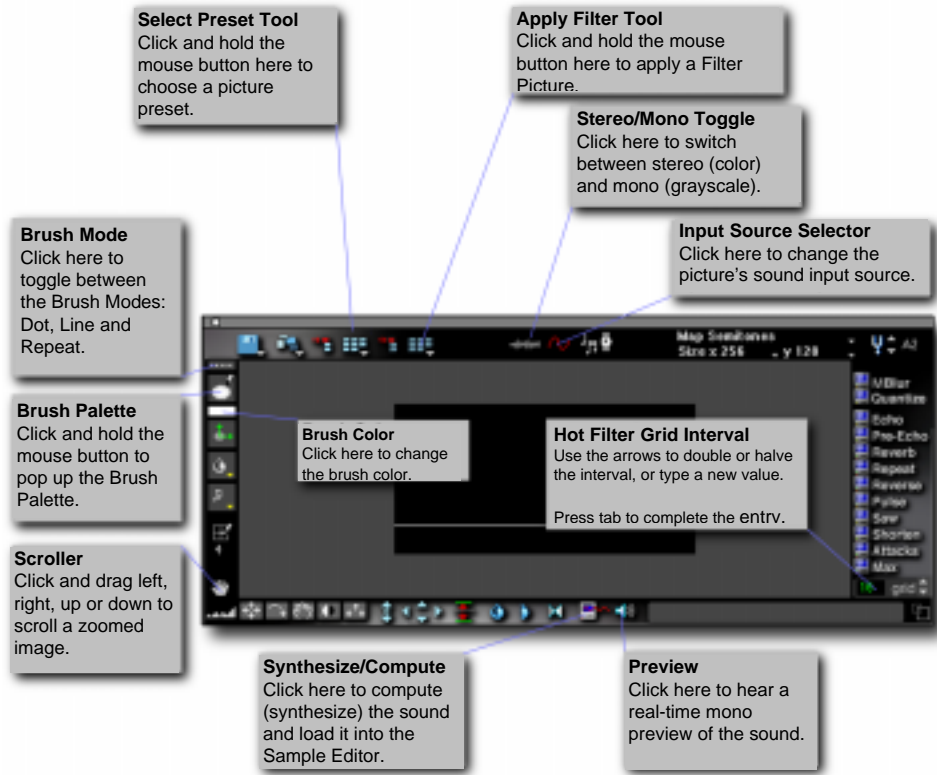 Select Preset Tool
Click and hold the
mouse button here to
choose a picture
preset.
Apply Filter Tool
Click and hold the mouse
button here to apply a Filter
Picture.
Stereo/Mono Toggle
Click here to switch
between stereo (color)
and mono (grayscale).
Input Source Selector
Click here to change the
picture's sound input source.
Brush Mode
Click here to
toggle between
the Brush Modes:
Dot, Line and
Repeat.
Map Semitones
Size x 256 y 128
A2
Brush Palette
Click and hold the
mouse button to
pop up the Brush
Palette.
Brush Color
Click here to change
the brush color.
Hot Filter Grid Interval
Use the arrows to double or halve
the interval, or type a new value.
Press tab to complete the entry.
MBlur
Quantize
Echo
Pre-Echo
Reverb
Repeat
Reverse
Pulse
Saw
Shorten
Attacks
Max
16 grid
Scroller
Click and drag left,
right, up or down to
scroll a zoomed
image.
Synthesize/Compute
Click here to compute
(synthesize) the sound
and load it into the
Sample Editor.
Preview
Click here to hear a
real-time mono
preview of the sound.